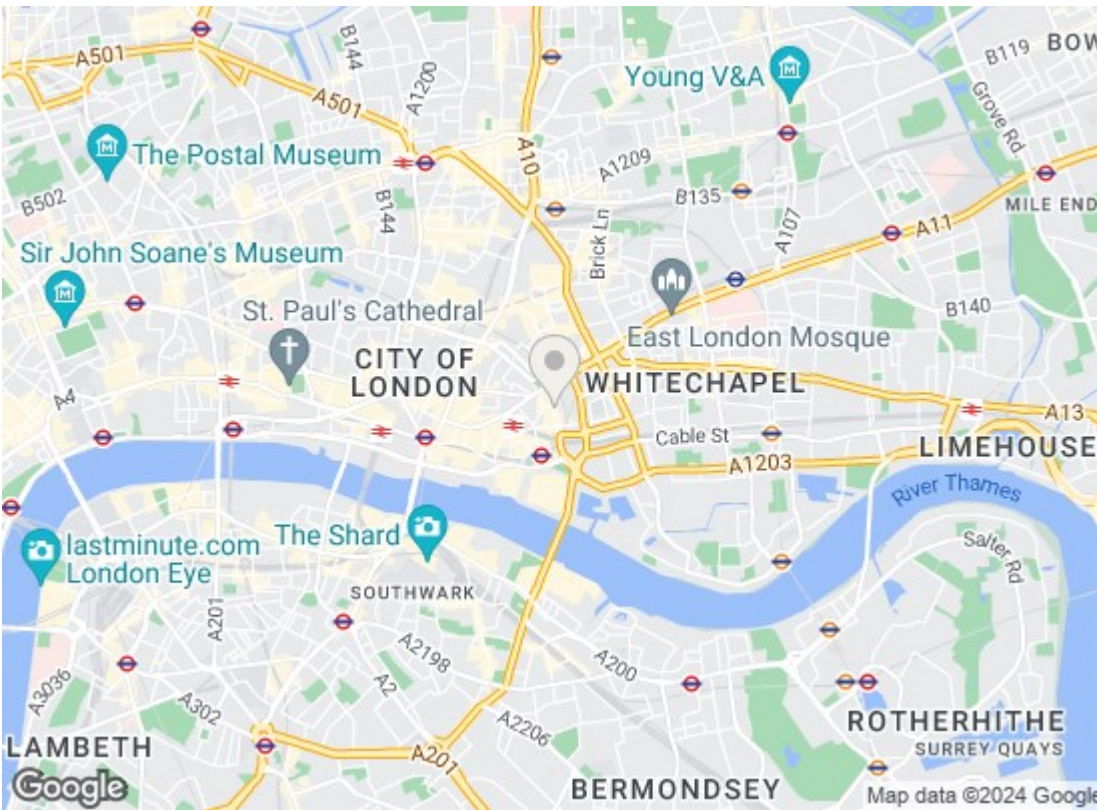 A501
B144
A1200
B119
BOW
Young V&A
A501
A10
Grove Rd
The Postal Museum
A1209
B502
B144
B135
A107
A11
MILE END
Brick Ln
Sir John Soane's Museum
St. Paul's Cathedral
B140
East London Mosque
CITY OF
LONDON
WHITECHAPEL
A4
A13
Cable St
LIMEHOUSE
A1203
River Thames
The Shard
lastminute.com
London Eye
Salter Rd
SOUTHWARK
A201
A2198
A200
A3036
A2
A302
A2206
ROTHERHITHE
SURREY QUAYS
LAMBETH
A201
BERMONDSEY
Google
Map data ©2024 Google